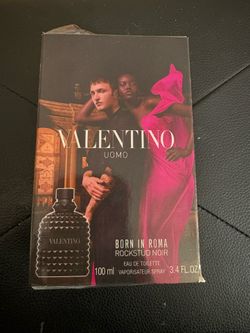 VALENTINO
UOMO
VALENTINO
BORN IN ROMA
ROCKSTUD NOIR
EAU DE TOILETTE
VAPORISATEUR SPRAY
100 ml
3.4 FL.OZ.